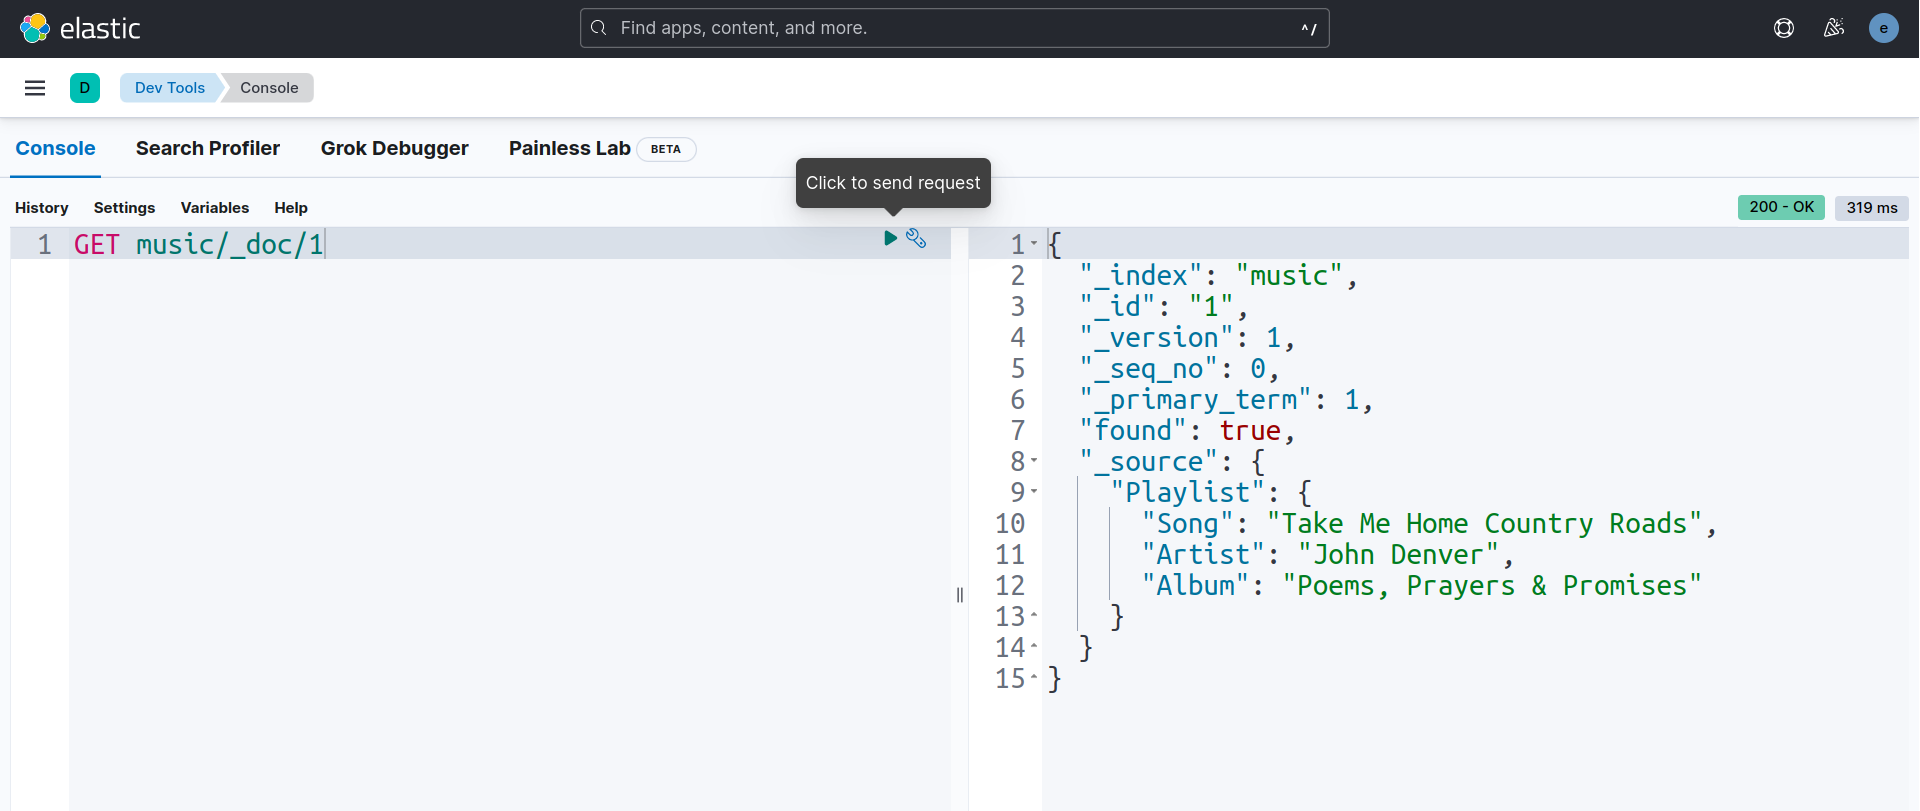 elastic
Find apps, content, and more.
^/
e
D
Dev Tools
Console
Console
Search Profiler
Grok Debugger
Painless Lab
BETA
Click to send request
History
Settings
Variables
Help
200 - OK
319 ms
1 GET music/_doc/1
1 {
2 "_index": "music",
3 "_id": "1",
4 "_version": 1,
5 "_seq_no": 0,
6 "_primary_term": 1,
7 "found": true,
8 "_source": {
9 "Playlist": {
10 "Song": "Take Me Home Country Roads",
11 "Artist": "John Denver",
12 "Album": "Poems, Prayers & Promises"
13 }
14 }
15 }